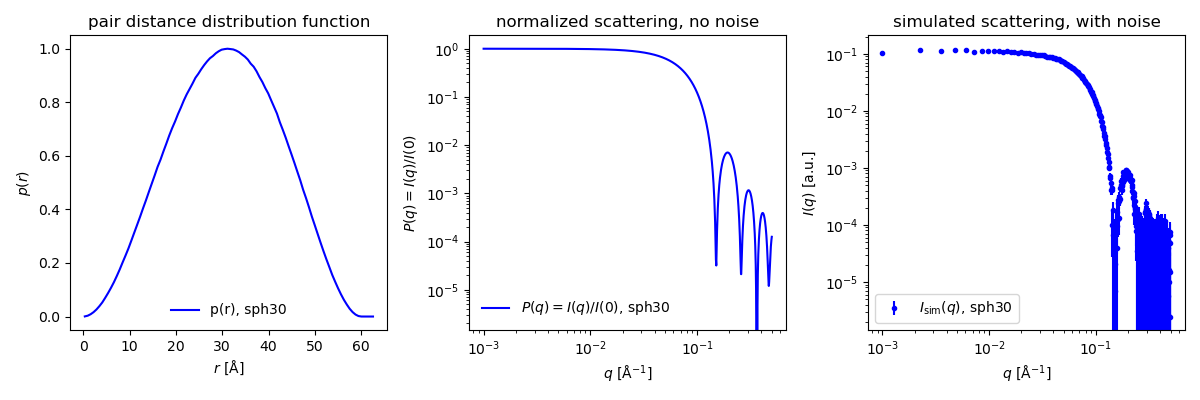 pair distance distribution function
1.0
0.8
0.6
0.4
0.2
0.0
p(r)
p(r), sph30
0 10 20 30 40 50 60
r [Å]
normalized scattering, no noise
10⁰
10⁻¹
10⁻²
10⁻³
10⁻⁴
10⁻⁵
P(q) = I(q)/I(0)
P(q) = I(q)/I(0), sph30
10⁻³ 10⁻² 10⁻¹
q [Å⁻¹]
simulated scattering, with noise
10⁻¹
10⁻²
10⁻³
10⁻⁴
10⁻⁵
I(q) [a.u.]
I_sim(q), sph30
10⁻³ 10⁻² 10⁻¹
q [Å⁻¹]